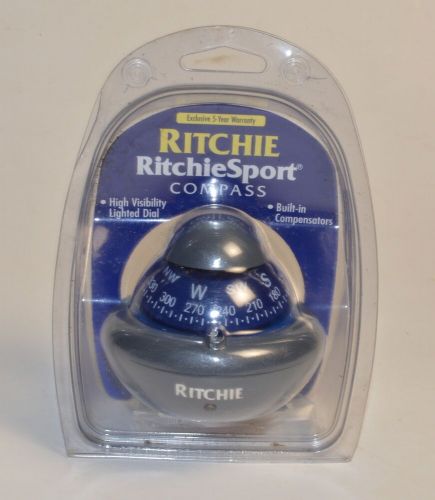 Exclusive 5-Year Warranty
RITCHIE
RitchieSport®
COMPASS
• High Visibility
Lighted Dial
• Built-in
Compensators
NW W SW S
300 270 240 210 180
RITCHIE